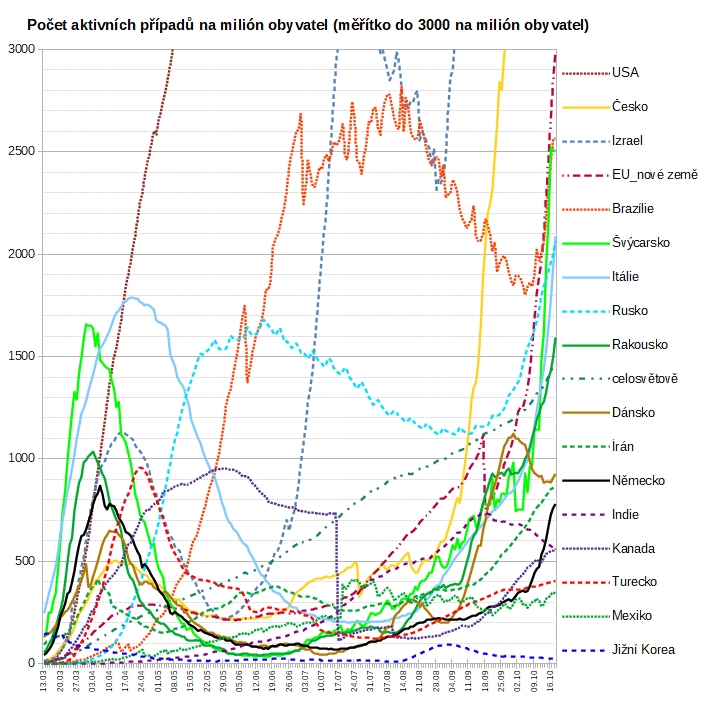 Počet aktivních případů na milión obyvatel (měřítko do 3000 na milión obyvatel)
3000
2500
2000
1500
1000
500
0
USA
Česko
Izrael
EU_nové země
Brazílie
Švýcarsko
Itálie
Rusko
Rakousko
celosvětově
Dánsko
Írán
Německo
Indie
Kanada
Turecko
Mexiko
Jižní Korea
13.03
20.03
27.03
03.04
10.04
17.04
24.04
01.05
08.05
15.05
22.05
29.05
05.06
12.06
19.06
26.06
03.07
10.07
17.07
24.07
31.07
07.08
14.08
21.08
28.08
04.09
11.09
18.09
25.09
02.10
09.10
16.10